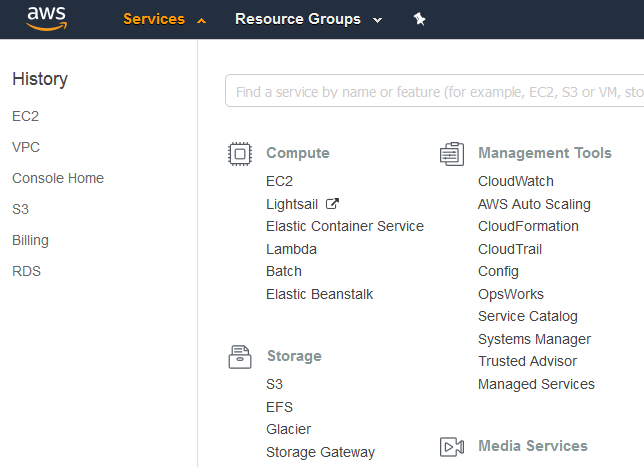 aws
Services
Resource Groups
History
EC2
VPC
Console Home
S3
Billing
RDS
Find a service by name or feature (for example, EC2, S3 or VM, sto
Compute
EC2
Lightsail
Elastic Container Service
Lambda
Batch
Elastic Beanstalk
Storage
S3
EFS
Glacier
Storage Gateway
Management Tools
CloudWatch
AWS Auto Scaling
CloudFormation
CloudTrail
Config
OpsWorks
Service Catalog
Systems Manager
Trusted Advisor
Managed Services
Media Services